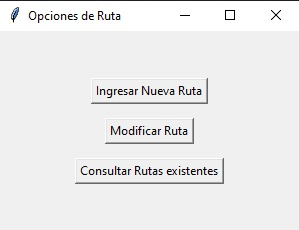 Opciones de Ruta
Ingresar Nueva Ruta
Modificar Ruta
Consultar Rutas existentes